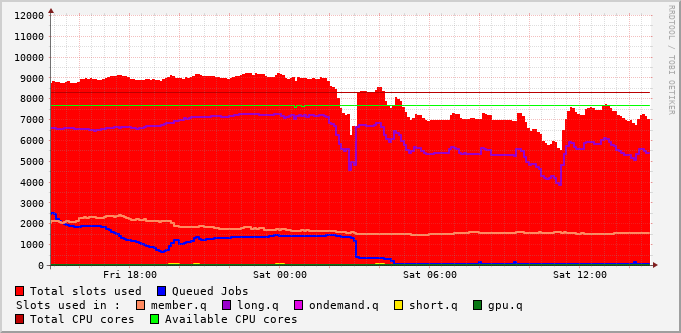 12000
11000
10000
9000
8000
7000
6000
5000
4000
3000
2000
1000
0
Fri 18:00 Sat 00:00 Sat 06:00 Sat 12:00
Total slots used Queued Jobs
Slots used in : member.q long.q ondemand.q short.q gpu.q
Total CPU cores Available CPU cores
RRDTOOL / TOBI OETIKER